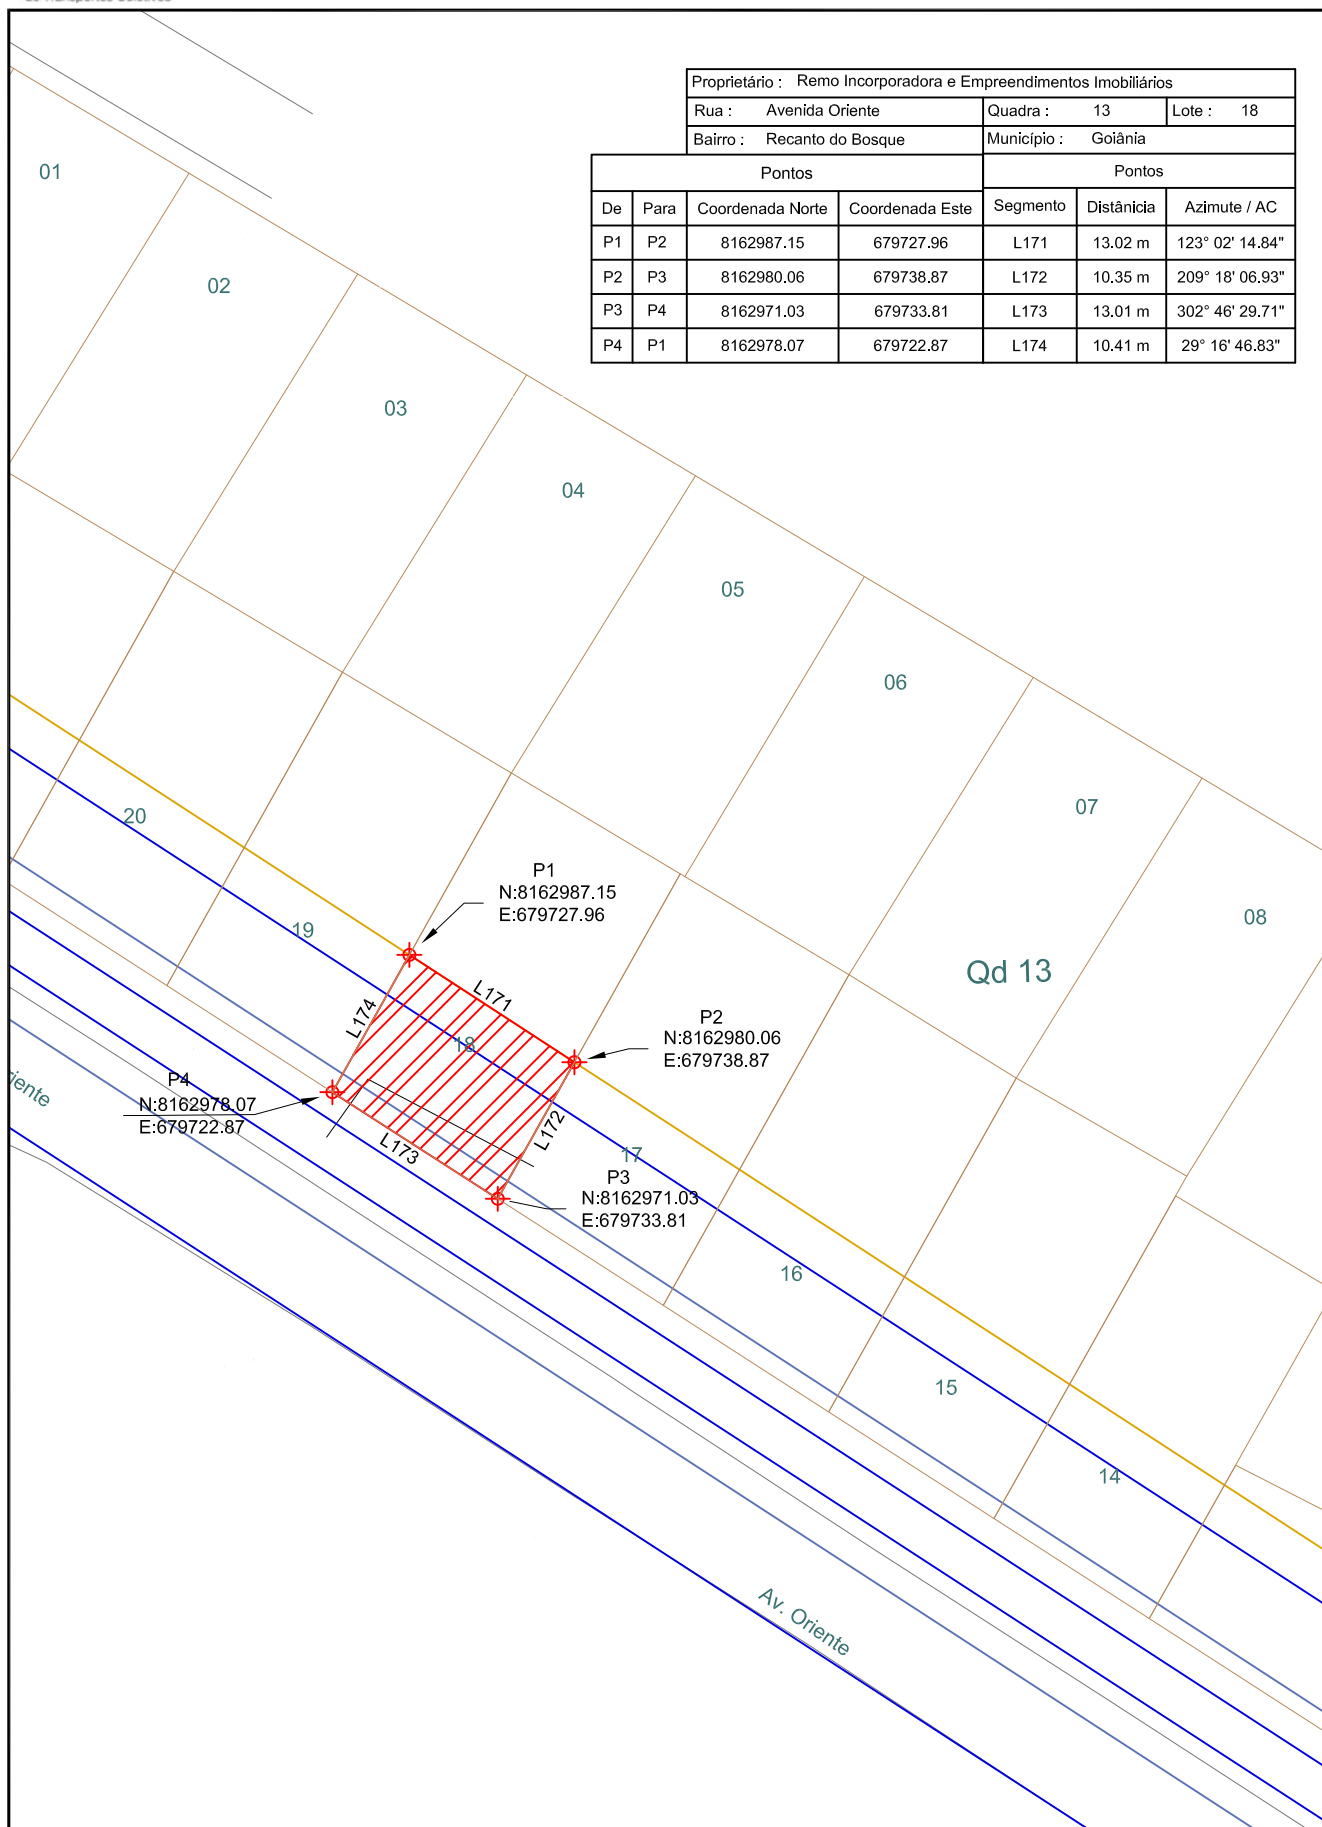 Proprietário : Remo Incorporadora e Empreendimentos Imobiliários
Rua : Avenida Oriente Quadra : 13 Lote : 18
Bairro : Recanto do Bosque Município : Goiânia
Pontos Pontos
De Para Coordenada Norte Coordenada Este Segmento Distânicia Azimute / AC
P1 P2 8162987.15 679727.96 L171 13.02 m 123° 02' 14.84"
P2 P3 8162980.06 679738.87 L172 10.35 m 209° 18' 06.93"
P3 P4 8162971.03 679733.81 L173 13.01 m 302° 46' 29.71"
P4 P1 8162978.07 679722.87 L174 10.41 m 29° 16' 46.83"
01
02
03
04
05
06
07
08
Qd 13
20
19
18
17
16
15
14
P1
N:8162987.15
E:679727.96
L171
L174
P2
N:8162980.06
E:679738.87
L172
P4
N:8162978.07
E:679722.87
L173
P3
N:8162971.03
E:679733.81
riente
Av. Oriente